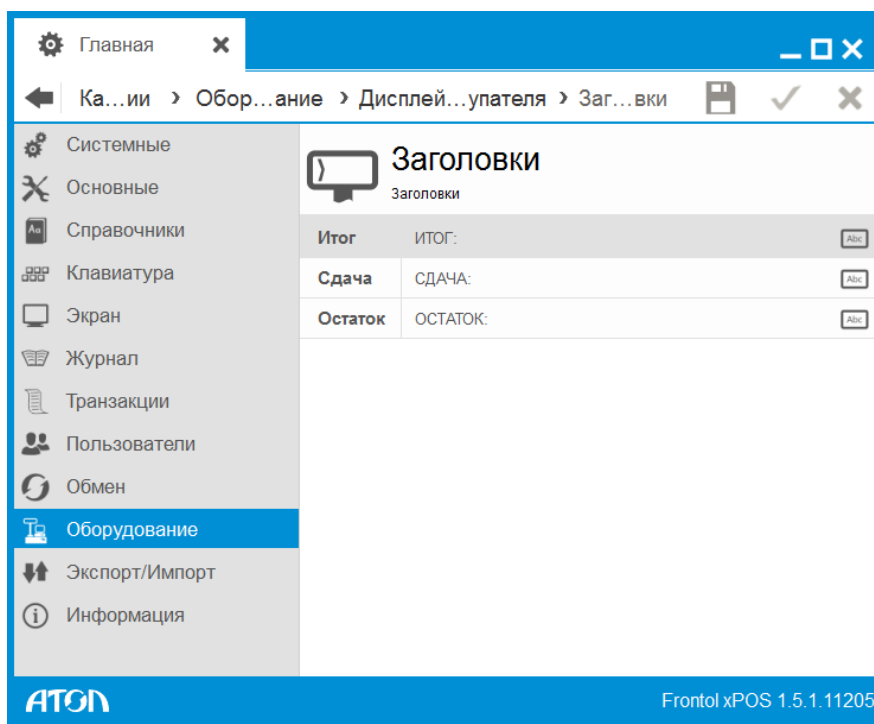 Главная
Ка...ии › Обор...ание › Дисплей...упателя › Заг...вки
Системные
Основные
Справочники
Клавиатура
Экран
Журнал
Транзакции
Пользователи
Обмен
Оборудование
Экспорт/Импорт
Информация
Заголовки
Заголовки
Итог ИТОГ: Abc
Сдача СДАЧА: Abc
Остаток ОСТАТОК: Abc
АТОЛ Frontol xPOS 1.5.1.11205